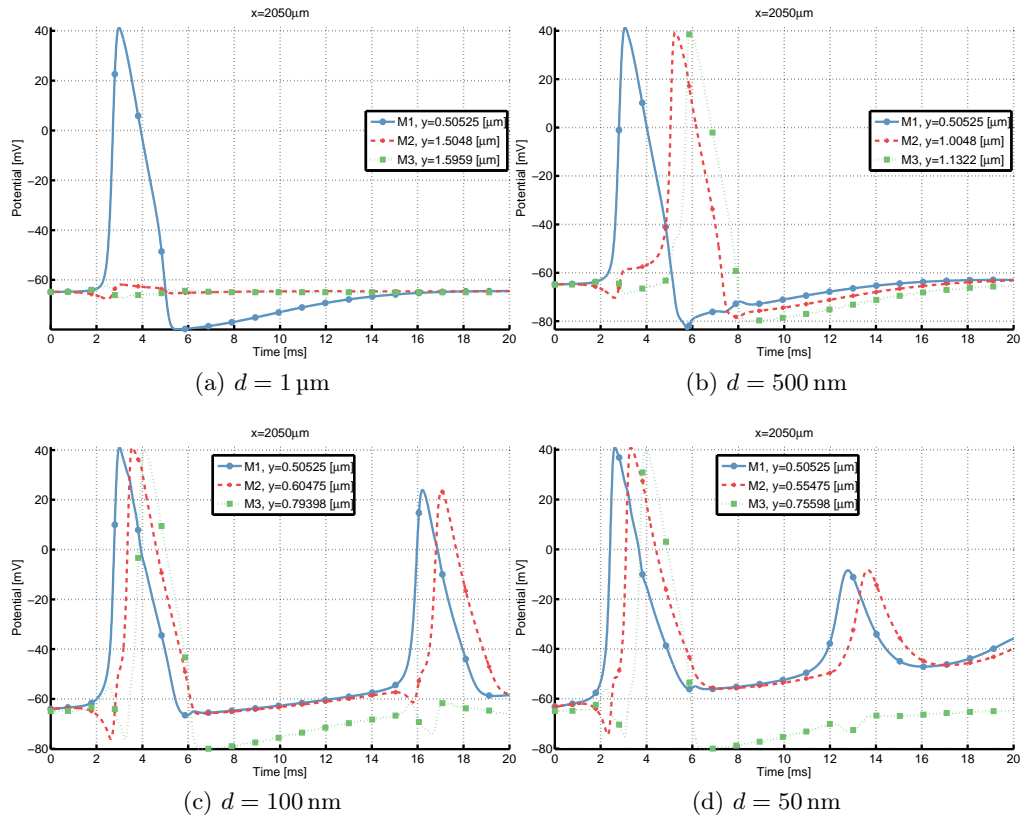 x=2050μm
40
20
0
−20
−40
−60
Potential [mV]
M1, y=0.50525 [μm]
M2, y=1.5048 [μm]
M3, y=1.5959 [μm]
0 2 4 6 8 10 12 14 16 18 20
Time [ms]
(a) d = 1 μm
x=2050μm
40
20
0
−20
−40
−60
−80
Potential [mV]
M1, y=0.50525 [μm]
M2, y=1.0048 [μm]
M3, y=1.1322 [μm]
0 2 4 6 8 10 12 14 16 18 20
Time [ms]
(b) d = 500 nm
x=2050μm
40
20
0
−20
−40
−60
−80
Potential [mV]
M1, y=0.50525 [μm]
M2, y=0.60475 [μm]
M3, y=0.79398 [μm]
0 2 4 6 8 10 12 14 16 18 20
Time [ms]
(c) d = 100 nm
x=2050μm
40
20
0
−20
−40
−60
−80
Potential [mV]
M1, y=0.50525 [μm]
M2, y=0.55475 [μm]
M3, y=0.75598 [μm]
0 2 4 6 8 10 12 14 16 18 20
Time [ms]
(d) d = 50 nm